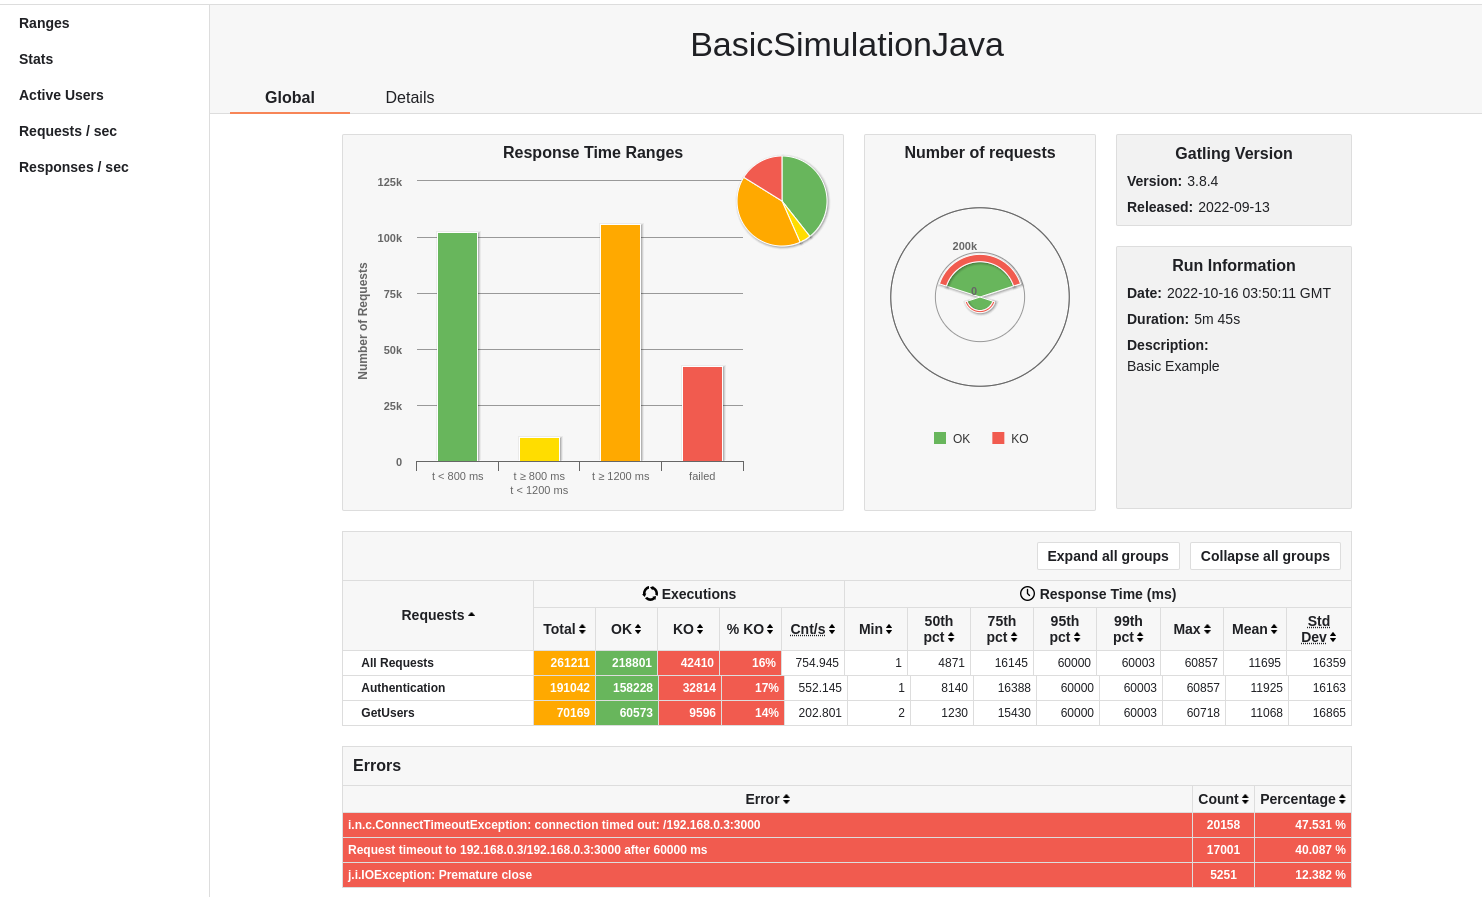 Ranges
Stats
Active Users
Requests / sec
Responses / sec
BasicSimulationJava
Global Details
Response Time Ranges
Number of Requests
125k
100k
75k
50k
25k
0
t < 800 ms
t ≥ 800 ms
t < 1200 ms
t ≥ 1200 ms
failed
Number of requests
200k
0
OK KO
Gatling Version
Version: 3.8.4
Released: 2022-09-13
Run Information
Date: 2022-10-16 03:50:11 GMT
Duration: 5m 45s
Description:
Basic Example
Expand all groups Collapse all groups
Requests Executions Response Time (ms)
Total OK KO % KO Cnt/s Min 50th pct 75th pct 95th pct 99th pct Max Mean Std Dev
All Requests 261211 218801 42410 16% 754.945 1 4871 16145 60000 60003 60857 11695 16359
Authentication 191042 158228 32814 17% 552.145 1 8140 16388 60000 60003 60857 11925 16163
GetUsers 70169 60573 9596 14% 202.801 2 1230 15430 60000 60003 60718 11068 16865
Errors
Error Count Percentage
i.n.c.ConnectTimeoutException: connection timed out: /192.168.0.3:3000 20158 47.531 %
Request timeout to 192.168.0.3/192.168.0.3:3000 after 60000 ms 17001 40.087 %
j.i.IOException: Premature close 5251 12.382 %